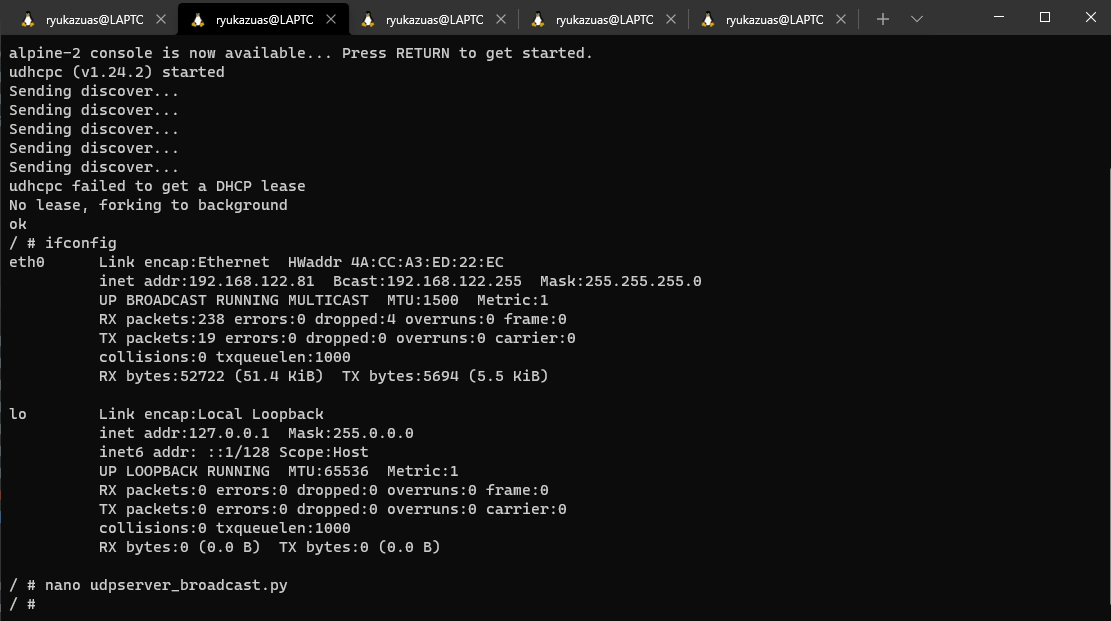 ryukazuas@LAPTC ryukazuas@LAPTC ryukazuas@LAPTC ryukazuas@LAPTC ryukazuas@LAPTC
alpine-2 console is now available... Press RETURN to get started.
udhcpc (v1.24.2) started
Sending discover...
Sending discover...
Sending discover...
Sending discover...
Sending discover...
udhcpc failed to get a DHCP lease
No lease, forking to background
ok
/ # ifconfig
eth0      Link encap:Ethernet  HWaddr 4A:CC:A3:ED:22:EC
          inet addr:192.168.122.81  Bcast:192.168.122.255  Mask:255.255.255.0
          UP BROADCAST RUNNING MULTICAST  MTU:1500  Metric:1
          RX packets:238 errors:0 dropped:4 overruns:0 frame:0
          TX packets:19 errors:0 dropped:0 overruns:0 carrier:0
          collisions:0 txqueuelen:1000
          RX bytes:52722 (51.4 KiB)  TX bytes:5694 (5.5 KiB)

lo        Link encap:Local Loopback
          inet addr:127.0.0.1  Mask:255.0.0.0
          inet6 addr: ::1/128 Scope:Host
          UP LOOPBACK RUNNING  MTU:65536  Metric:1
          RX packets:0 errors:0 dropped:0 overruns:0 frame:0
          TX packets:0 errors:0 dropped:0 overruns:0 carrier:0
          collisions:0 txqueuelen:1000
          RX bytes:0 (0.0 B)  TX bytes:0 (0.0 B)

/ # nano udpserver_broadcast.py
/ #